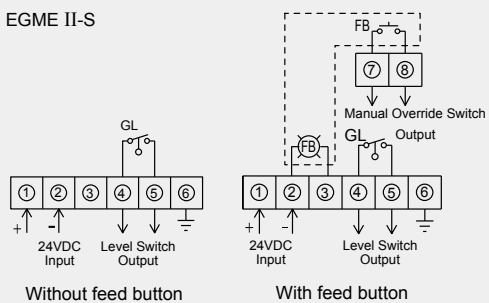 EGME II-S
FB
⑦ ⑧
Manual Override Switch
Output
GL
FB
GL
① ② ③ ④ ⑤ ⑥
① ② ③ ④ ⑤ ⑥
+ -
+ -
24VDC
Input
Level Switch
Output
24VDC
Input
Level Switch
Output
Without feed button
With feed button